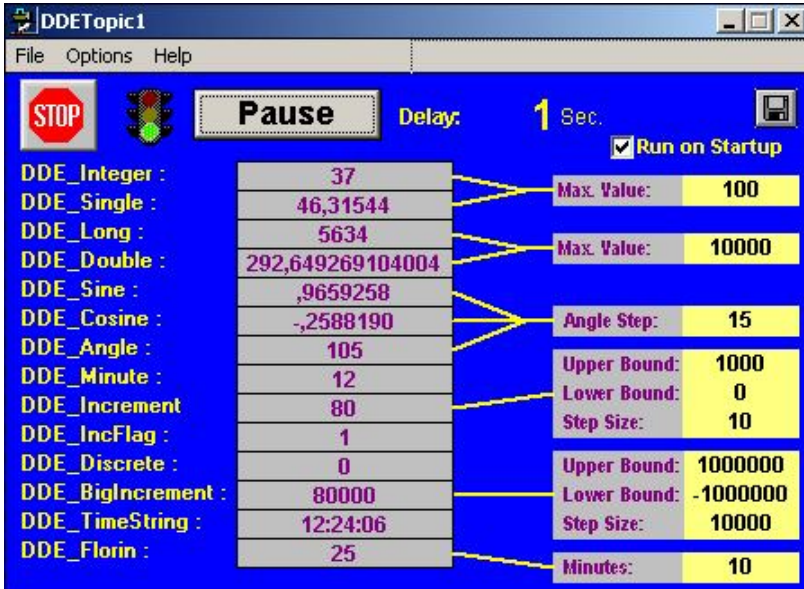 DDETopic1
File Options Help
STOP Pause Delay: 1 Sec.
Run on Startup
DDE_Integer : 37
DDE_Single : 46,31544
Max. Value: 100
DDE_Long : 5634
DDE_Double : 292,649269104004
Max. Value: 10000
DDE_Sine : ,9659258
DDE_Cosine : -,2588190
DDE_Angle : 105
Angle Step: 15
DDE_Minute : 12
DDE_Increment 80
DDE_IncFlag : 1
Upper Bound: 1000
Lower Bound: 0
Step Size: 10
DDE_Discrete : 0
DDE_BigIncrement : 80000
DDE_TimeString : 12:24:06
Upper Bound: 1000000
Lower Bound: -1000000
Step Size: 10000
DDE_Florin : 25
Minutes: 10